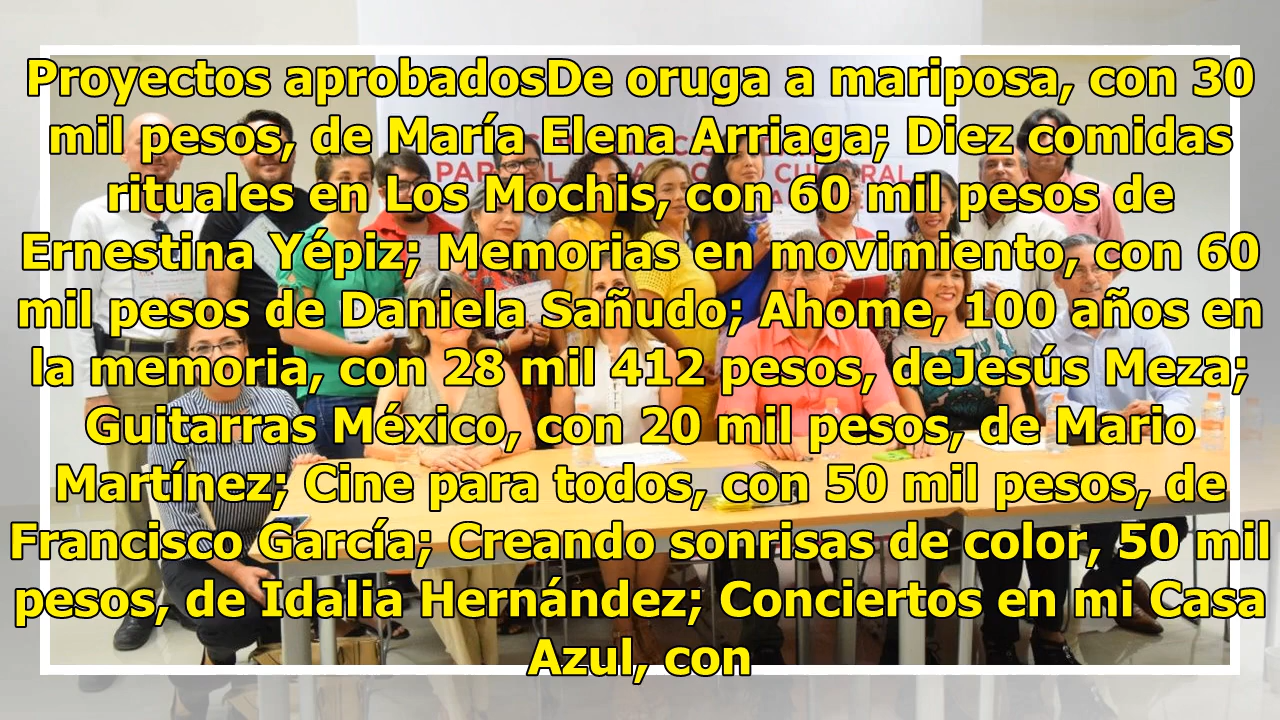 Proyectos aprobadosDe oruga a mariposa, con 30
mil pesos, de María Elena Arriaga; Diez comidas
rituales en Los Mochis, con 60 mil pesos de
Ernestina Yépiz; Memorias en movimiento, con 60
mil pesos de Daniela Sañudo; Ahome, 100 años en
la memoria, con 28 mil 412 pesos, deJesús Meza;
Guitarras México, con 20 mil pesos, de Mario
Martínez; Cine para todos, con 50 mil pesos, de
Francisco García; Creando sonrisas de color, 50 mil
pesos, de Idalia Hernández; Conciertos en mi Casa
Azul, con